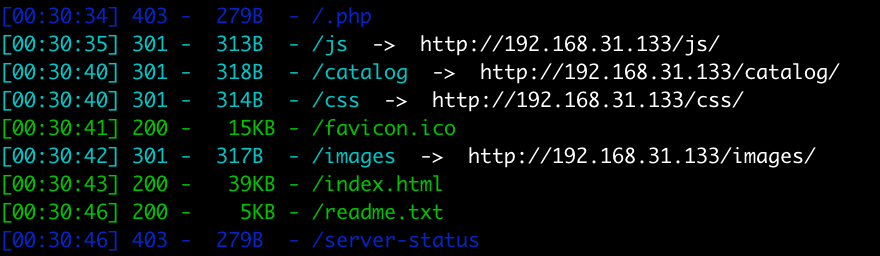 [00:30:34] 403 -  279B  - /.php
[00:30:35] 301 -  313B  - /js  ->  http://192.168.31.133/js/
[00:30:40] 301 -  318B  - /catalog  ->  http://192.168.31.133/catalog/
[00:30:40] 301 -  314B  - /css  ->  http://192.168.31.133/css/
[00:30:41] 200 -   15KB - /favicon.ico
[00:30:42] 301 -  317B  - /images  ->  http://192.168.31.133/images/
[00:30:43] 200 -   39KB - /index.html
[00:30:46] 200 -    5KB - /readme.txt
[00:30:46] 403 -  279B  - /server-status